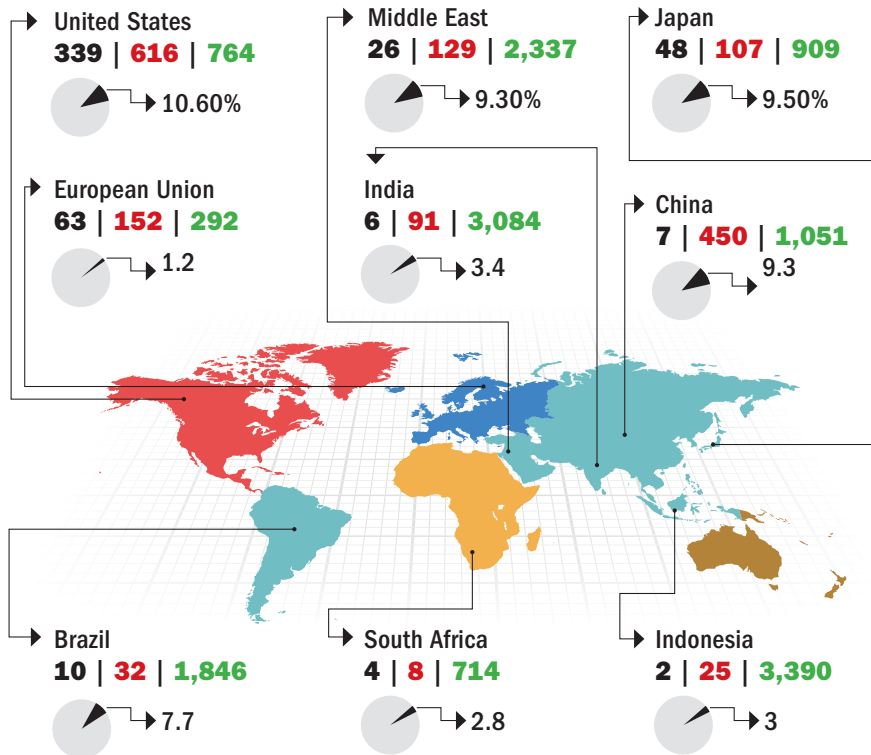 United States
339 | 616 | 764
10.60%
Middle East
26 | 129 | 2,337
9.30%
Japan
48 | 107 | 909
9.50%
European Union
63 | 152 | 292
1.2
India
6 | 91 | 3,084
3.4
China
7 | 450 | 1,051
9.3
Brazil
10 | 32 | 1,846
7.7
South Africa
4 | 8 | 714
2.8
Indonesia
2 | 25 | 3,390
3